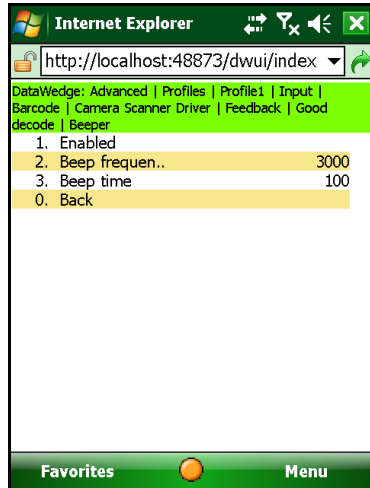 Internet Explorer
http://localhost:48873/dwui/index
DataWedge: Advanced | Profiles | Profile1 | Input |
Barcode | Camera Scanner Driver | Feedback | Good
decode | Beeper
1. Enabled
2. Beep frequen.. 3000
3. Beep time 100
0. Back
Favorites Menu